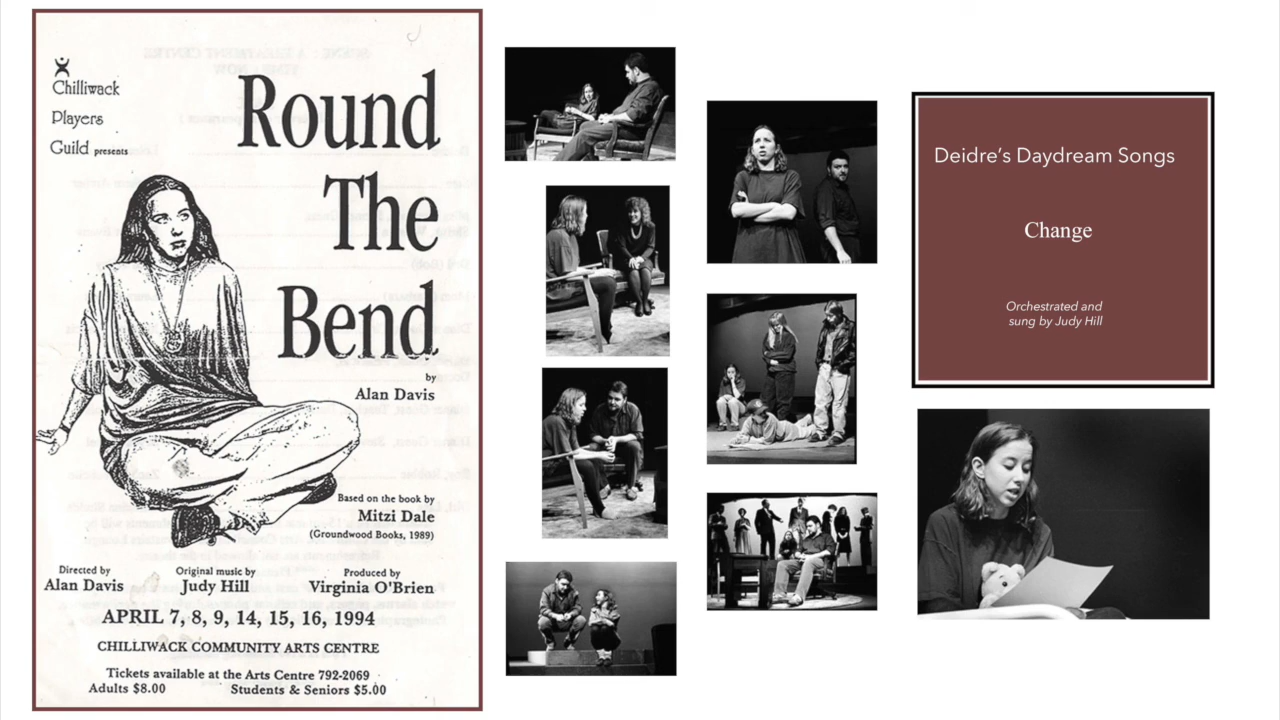 Chilliwack
Players
Guild presents
Round
The
Bend
by
Alan Davis
Based on the book by
Mitzi Dale
(Groundwood Books, 1989)
Directed by
Alan Davis
Original music by
Judy Hill
Produced by
Virginia O'Brien
APRIL 7, 8, 9, 14, 15, 16, 1994
CHILLIWACK COMMUNITY ARTS CENTRE
Tickets available at the Arts Centre 792-2069
Adults $8.00
Students & Seniors $5.00
Deidre’s Daydream Songs
Change
Orchestrated and
sung by Judy Hill